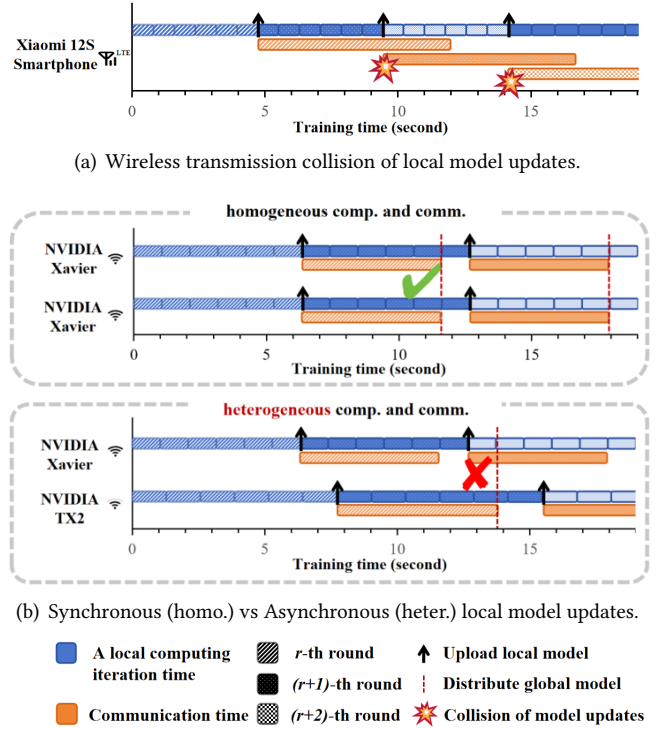 Xiaomi 12S
Smartphone
LTE
0 5 10 15
Training time (second)
(a) Wireless transmission collision of local model updates.
homogeneous comp. and comm.
NVIDIA
Xavier
NVIDIA
Xavier
0 5 10 15
Training time (second)
heterogeneous comp. and comm.
NVIDIA
Xavier
NVIDIA
TX2
0 5 10 15
Training time (second)
(b) Synchronous (homo.) vs Asynchronous (heter.) local model updates.
A local computing
iteration time
r-th round
Upload local model
(r+1)-th round
Distribute global model
Communication time
(r+2)-th round
Collision of model updates